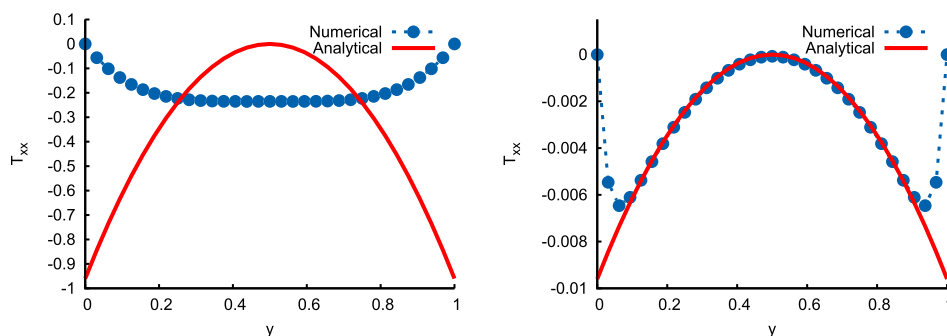 0.1
0
-0.1
-0.2
-0.3
-0.4
-0.5
-0.6
-0.7
-0.8
-0.9
-1
Txx
0 0.2 0.4 0.6 0.8 1
y
Numerical
Analytical
0
-0.002
-0.004
-0.006
-0.008
-0.01
Txx
0 0.2 0.4 0.6 0.8 1
y
Numerical
Analytical